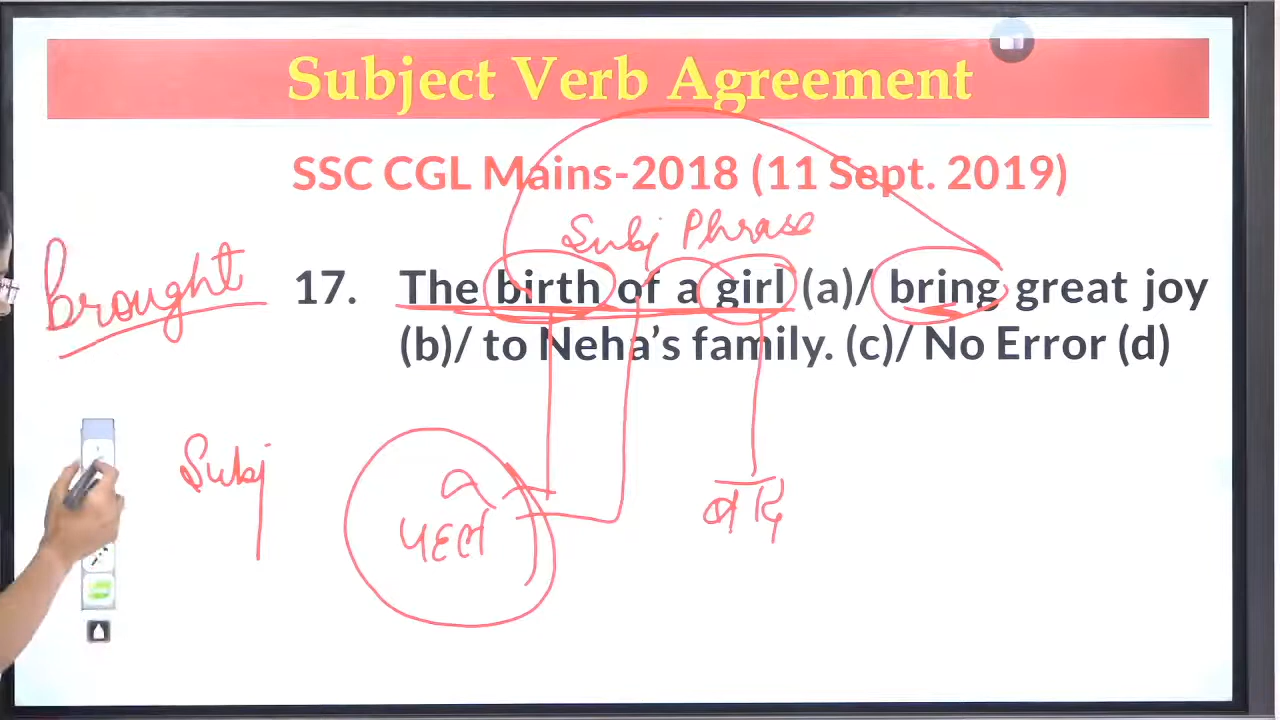 Subject Verb Agreement
SSC CGL Mains-2018 (11 Sept. 2019)
Subj Phrase
Brought
17. The birth of a girl (a)/ bring great joy
(b)/ to Neha's family. (c)/ No Error (d)
Subj
पहले
बाद